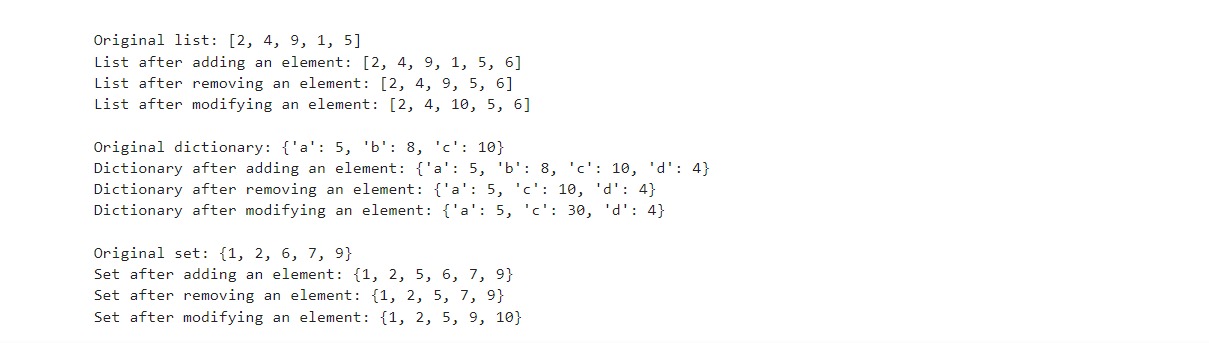 Original list: [2, 4, 9, 1, 5]
List after adding an element: [2, 4, 9, 1, 5, 6]
List after removing an element: [2, 4, 9, 5, 6]
List after modifying an element: [2, 4, 10, 5, 6]
Original dictionary: {'a': 5, 'b': 8, 'c': 10}
Dictionary after adding an element: {'a': 5, 'b': 8, 'c': 10, 'd': 4}
Dictionary after removing an element: {'a': 5, 'c': 10, 'd': 4}
Dictionary after modifying an element: {'a': 5, 'c': 30, 'd': 4}
Original set: {1, 2, 6, 7, 9}
Set after adding an element: {1, 2, 5, 6, 7, 9}
Set after removing an element: {1, 2, 5, 7, 9}
Set after modifying an element: {1, 2, 5, 9, 10}